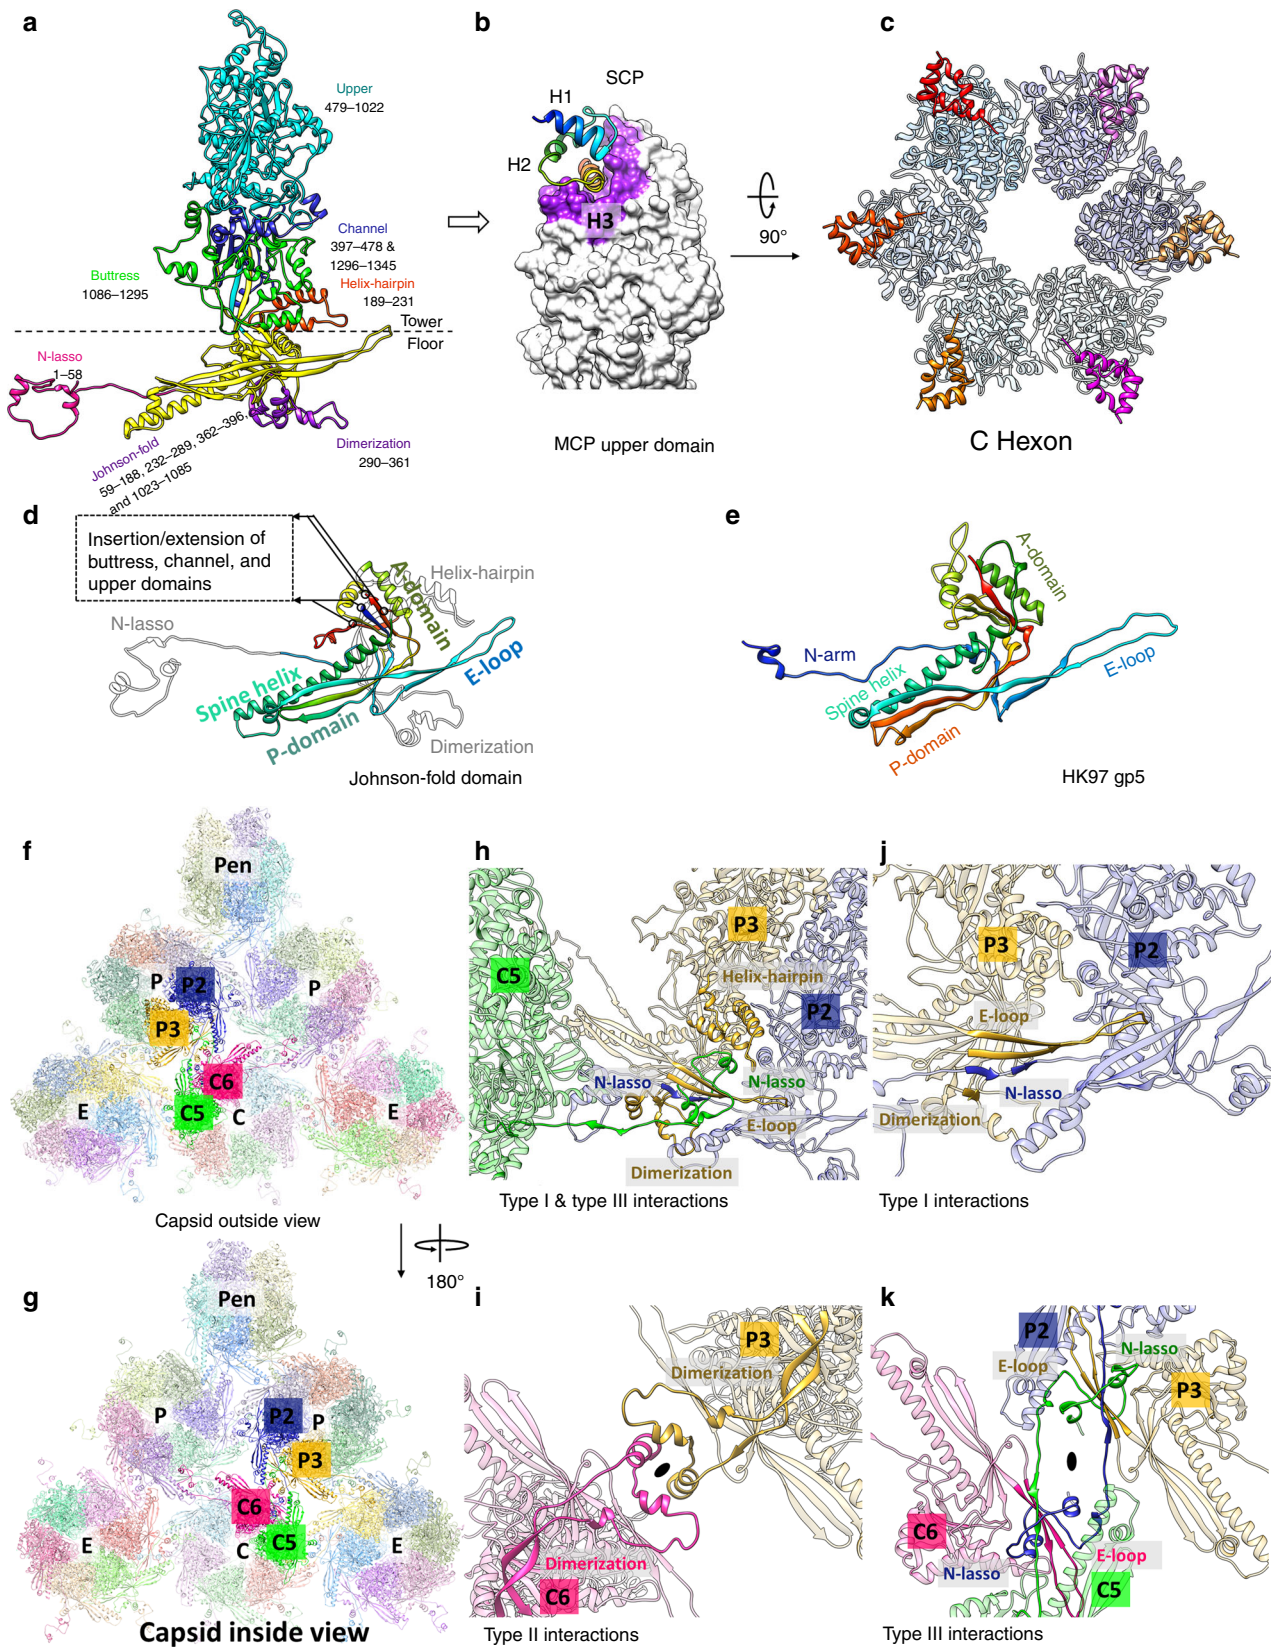 a
Upper
479–1022
Channel
397–478 &
1296–1345
Buttress
1086–1295
Helix-hairpin
189–231
Tower
Floor
N-lasso
1–58
Johnson-fold
59–188, 232–289, 362–396,
and 1023–1085
Dimerization
290–361
b
SCP
H1
H2
H3
MCP upper domain
90°
c
C Hexon
d
Insertion/extension of
buttress, channel, and
upper domains
Helix-hairpin
A-domain
N-lasso
E-loop
Spine helix
P-domain
Dimerization
Johnson-fold domain
e
A-domain
N-arm
E-loop
Spine helix
P-domain
HK97 gp5
f
Pen
P
P2
P
P3
C6
E
C5
C
E
Capsid outside view
180°
g
Pen
P
P2
P
P3
C6
E
C
C5
E
Capsid inside view
h
P3
C5
Helix-hairpin
P2
N-lasso
N-lasso
E-loop
Dimerization
Type I & type III interactions
i
P3
Dimerization
Dimerization
C6
Type II interactions
j
P3
P2
E-loop
N-lasso
Dimerization
Type I interactions
k
P2
N-lasso
E-loop
P3
C6
N-lasso
E-loop
C5
Type III interactions